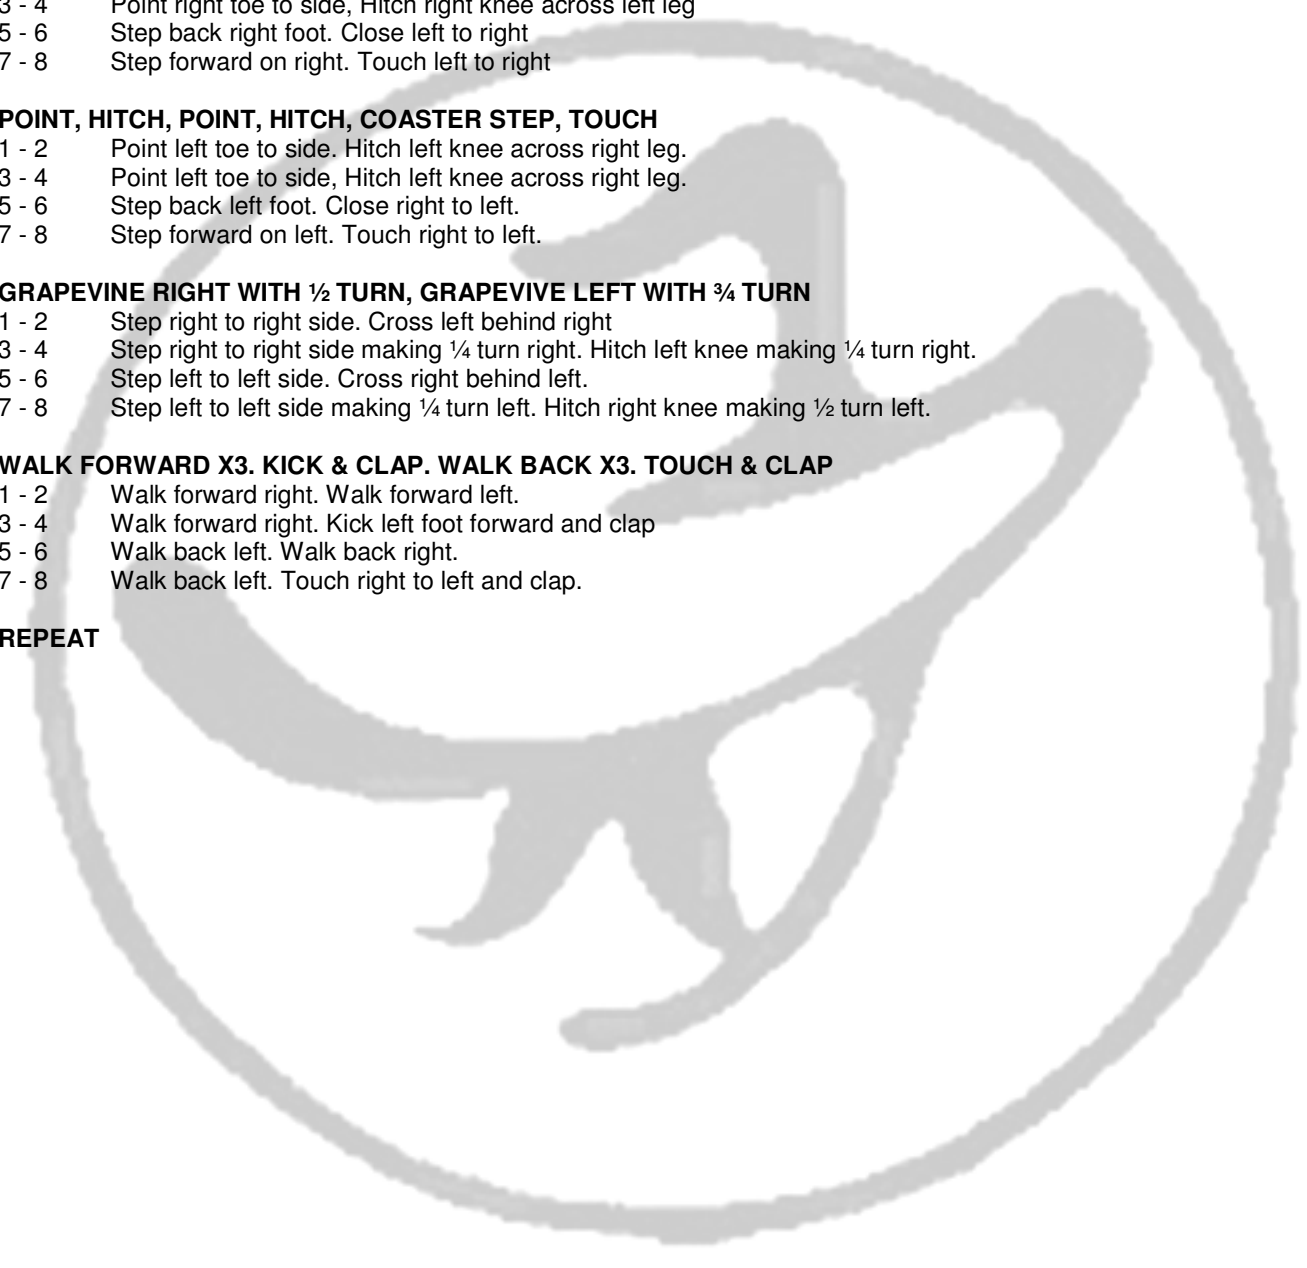 3 - 4 Point right toe to side, Hitch right knee across left leg
5 - 6 Step back right foot. Close left to right
7 - 8 Step forward on right. Touch left to right
POINT, HITCH, POINT, HITCH, COASTER STEP, TOUCH
1 - 2 Point left toe to side. Hitch left knee across right leg.
3 - 4 Point left toe to side, Hitch left knee across right leg.
5 - 6 Step back left foot. Close right to left.
7 - 8 Step forward on left. Touch right to left.
GRAPEVINE RIGHT WITH ½ TURN, GRAPEVIVE LEFT WITH ¾ TURN
1 - 2 Step right to right side. Cross left behind right
3 - 4 Step right to right side making ¼ turn right. Hitch left knee making ¼ turn right.
5 - 6 Step left to left side. Cross right behind left.
7 - 8 Step left to left side making ¼ turn left. Hitch right knee making ½ turn left.
WALK FORWARD X3. KICK & CLAP. WALK BACK X3. TOUCH & CLAP
1 - 2 Walk forward right. Walk forward left.
3 - 4 Walk forward right. Kick left foot forward and clap
5 - 6 Walk back left. Walk back right.
7 - 8 Walk back left. Touch right to left and clap.
REPEAT